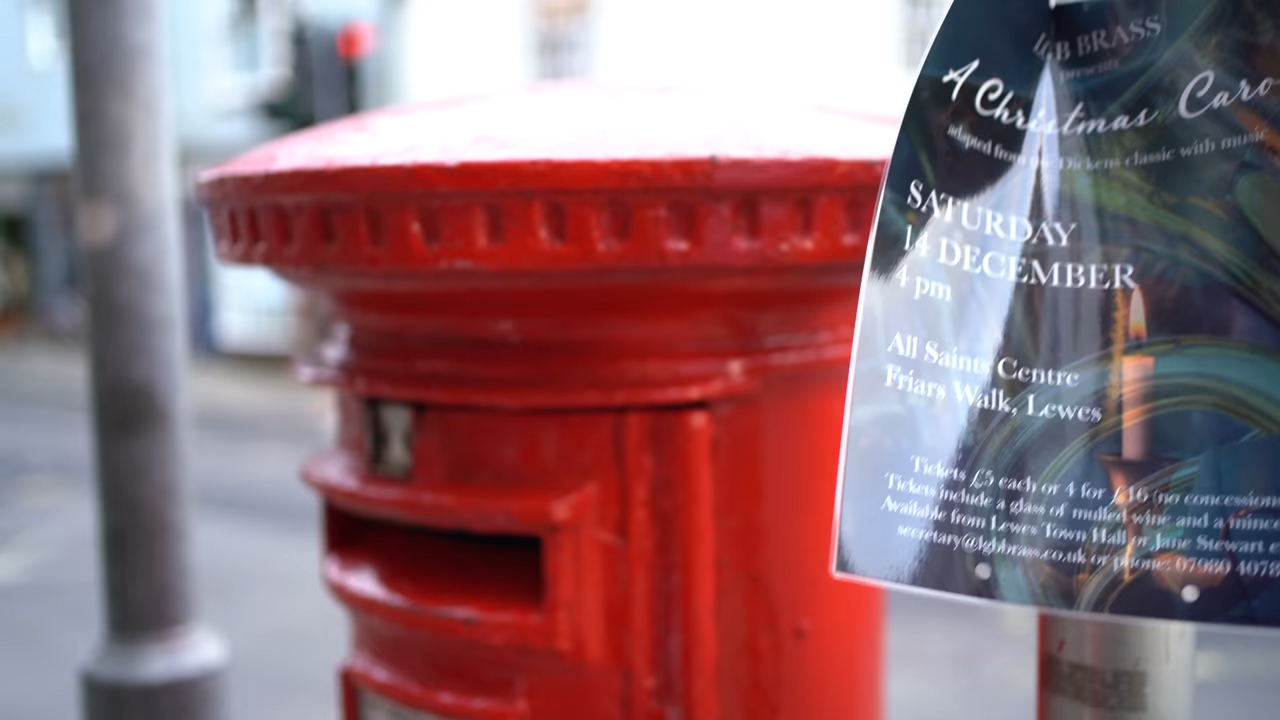 LGB BRASS
presents
A Christmas Caro
adapted from the Dickens classic with music
SATURDAY
14 DECEMBER
4 pm
All Saints Centre
Friars Walk, Lewes
Tickets £5 each or 4 for £16 (no concession
Tickets include a glass of mulled wine and a mince
Available from Lewes Town Hall or Jane Stewart e
secretary@lgbbrass.co.uk or phone: 07980 4078